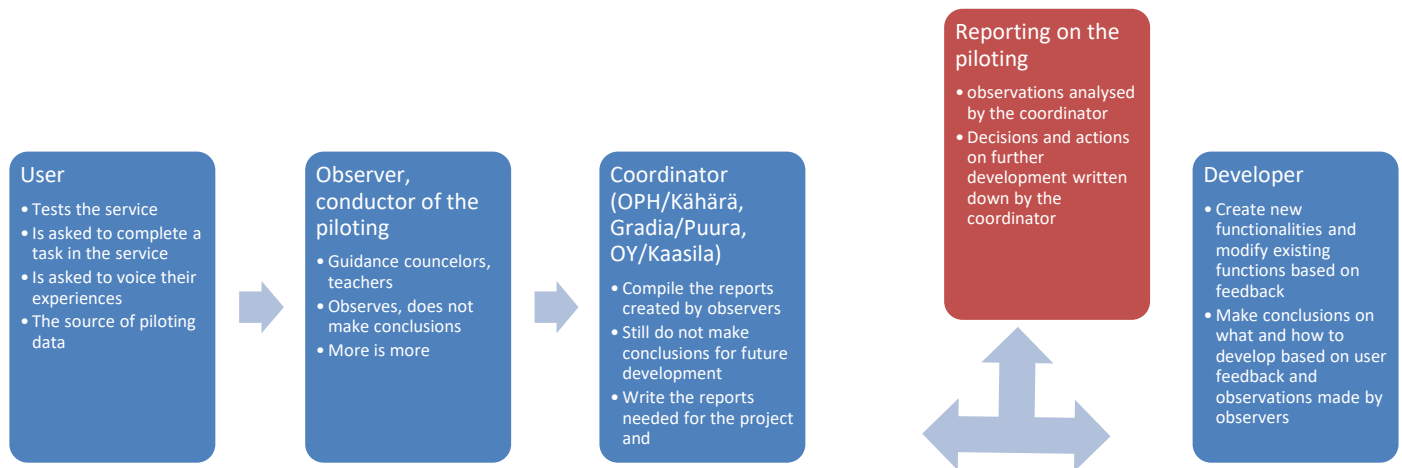 User
• Tests the service
• Is asked to complete a
task in the service
• Is asked to voice their
experiences
• The source of piloting
data
Observer,
conductor of the
piloting
• Guidance councelors,
teachers
• Observes, does not
make conclusions
• More is more
Coordinator
(OPH/Kähärä,
Gradia/Puura,
OY/Kaasila)
• Compile the reports
created by observers
• Still do not make
conclusions for future
development
• Write the reports
needed for the project
and
Reporting on the
piloting
• observations analysed
by the coordinator
• Decisions and actions
on further
development written
down by the
coordinator
Developer
• Create new
functionalities and
modify existing
functions based on
feedback
• Make conclusions on
what and how to
develop based on user
feedback and
observations made by
observers